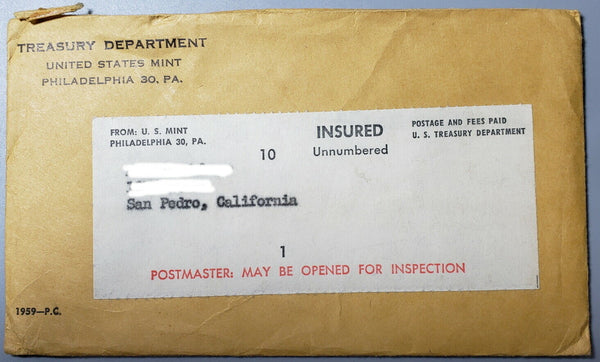 TREASURY DEPARTMENT
UNITED STATES MINT
PHILADELPHIA 30, PA.
FROM: U. S. MINT
PHILADELPHIA 30, PA.
10
INSURED
Unnumbered
POSTAGE AND FEES PAID
U. S. TREASURY DEPARTMENT
San Pedro, California
1
POSTMASTER: MAY BE OPENED FOR INSPECTION
1959—P.C.